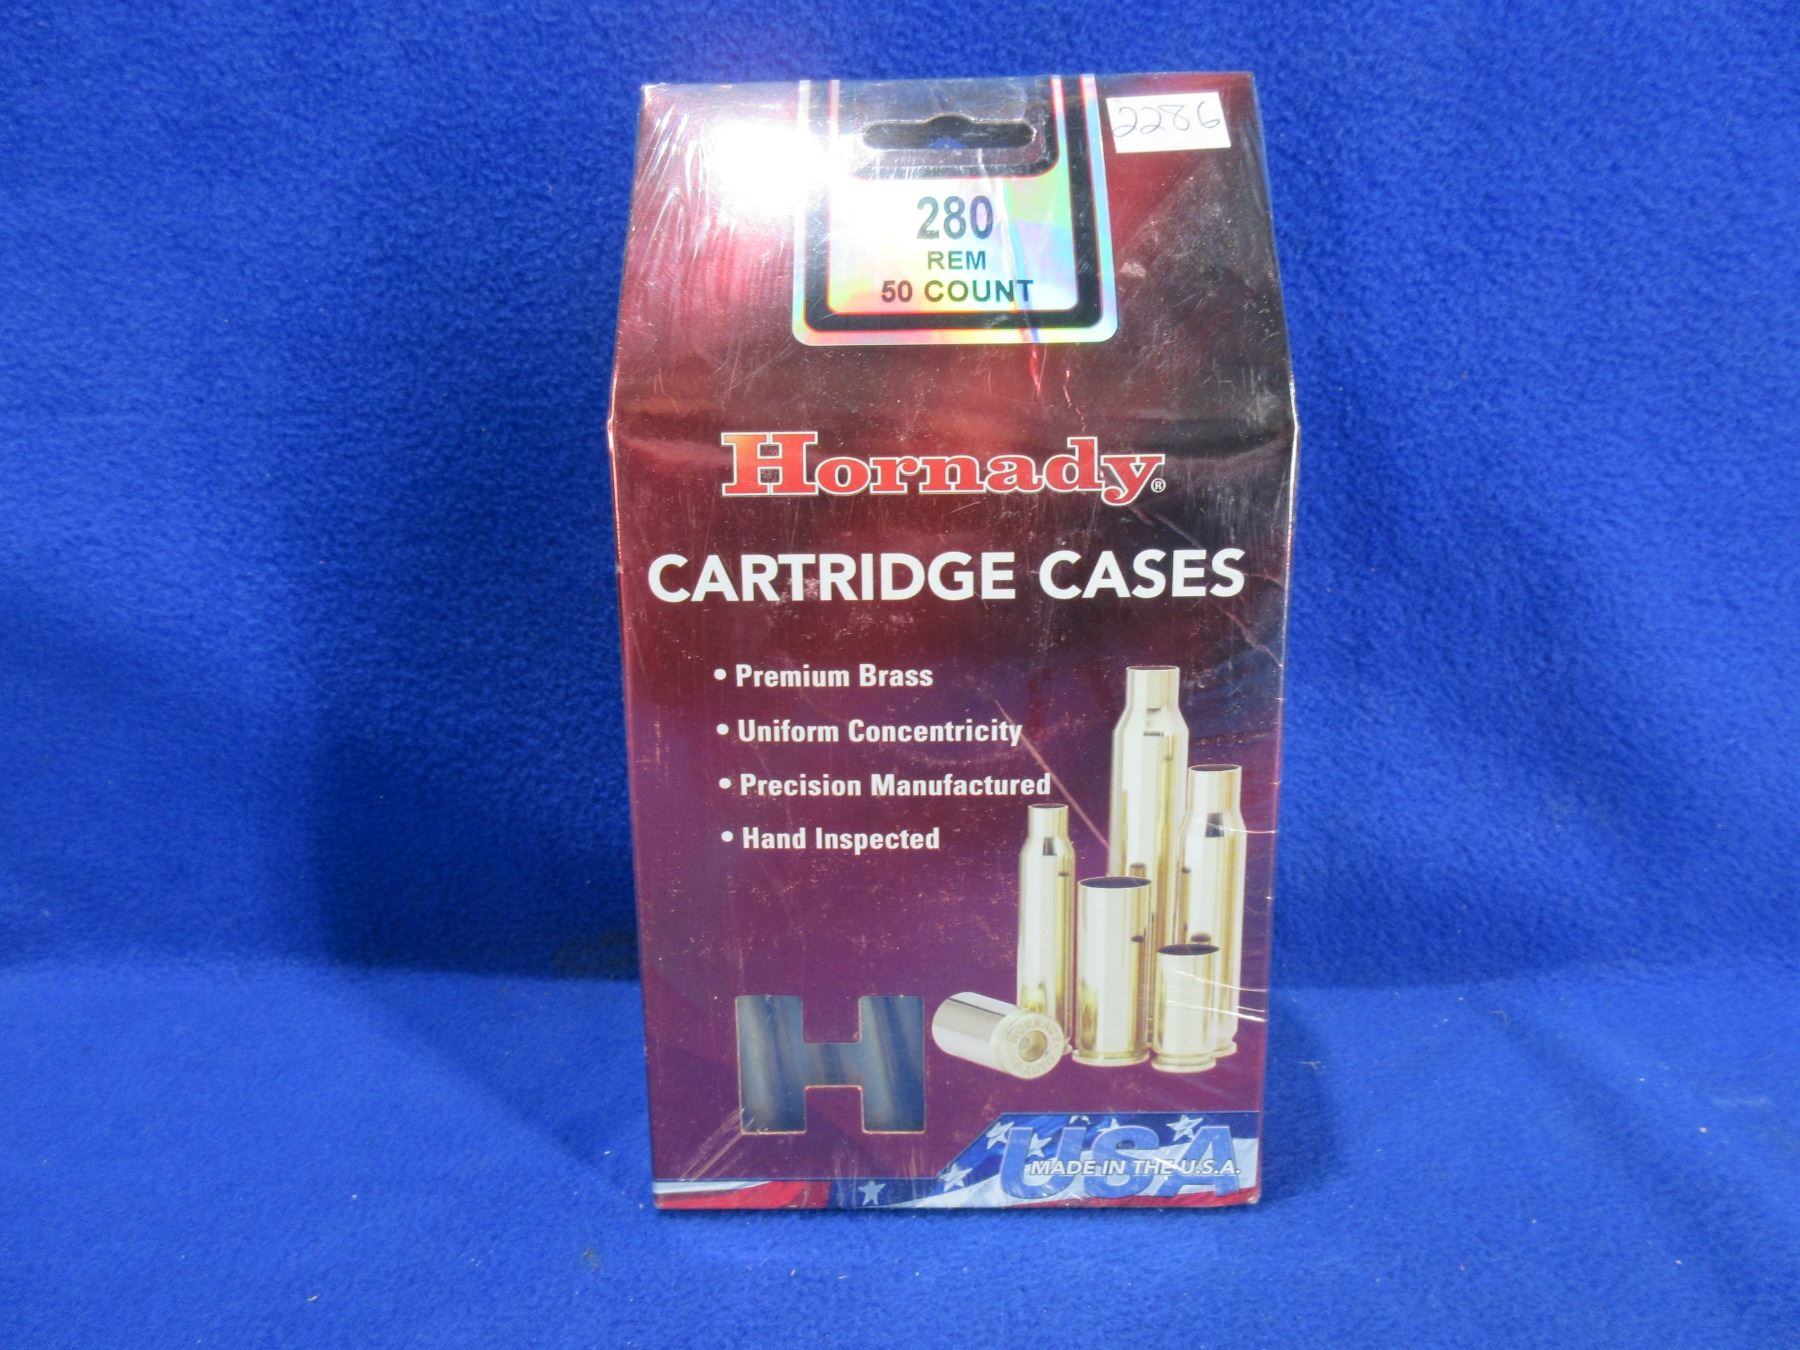 2286
280
REM
50 COUNT
Hornady®
CARTRIDGE CASES
• Premium Brass
• Uniform Concentricity
• Precision Manufactured
• Hand Inspected
H
USA
MADE IN THE U.S.A.